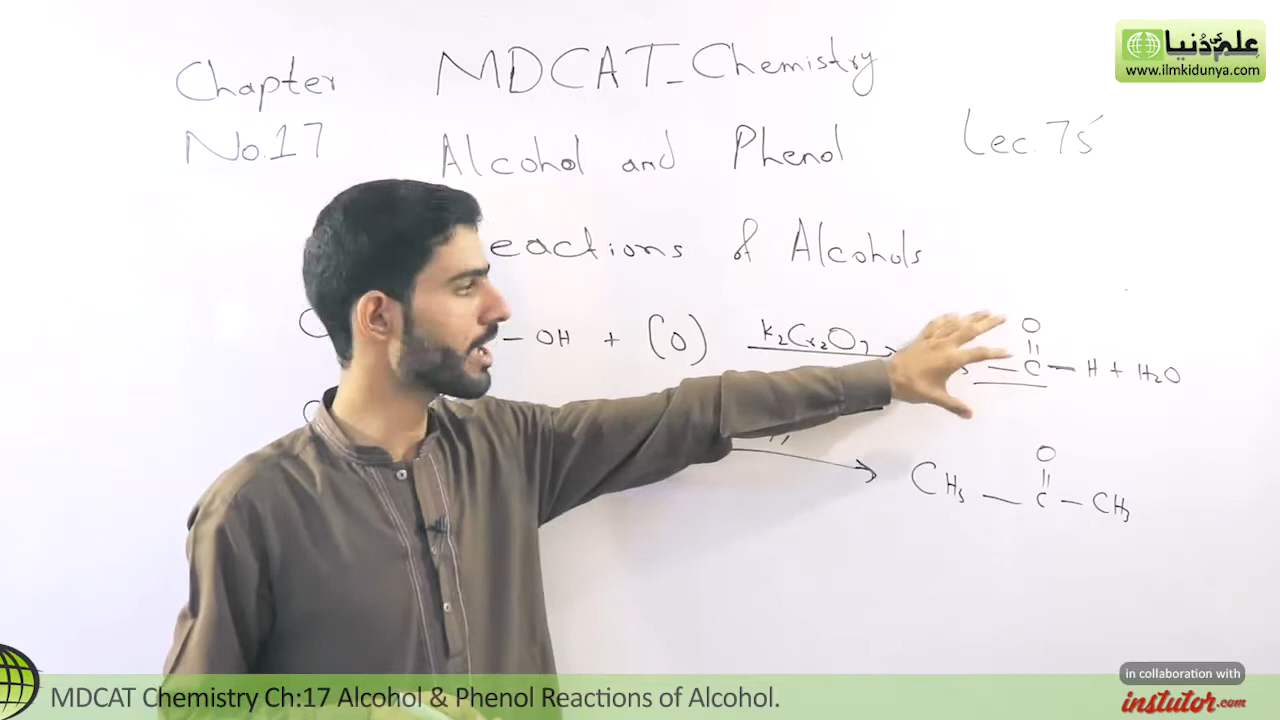 علم کی دُنیا
www.ilmkidunya.com
Chapter No.17
MDCAT-Chemistry
Alcohol and Phenol
Lec. 75
eactions of Alcohols
— OH + (O) K₂Cr₂O₇
O
||
— C — H + H₂O
O
||
CH₃ — C — CH₃
in collaboration with
instutor.com
MDCAT Chemistry Ch:17 Alcohol & Phenol Reactions of Alcohol.